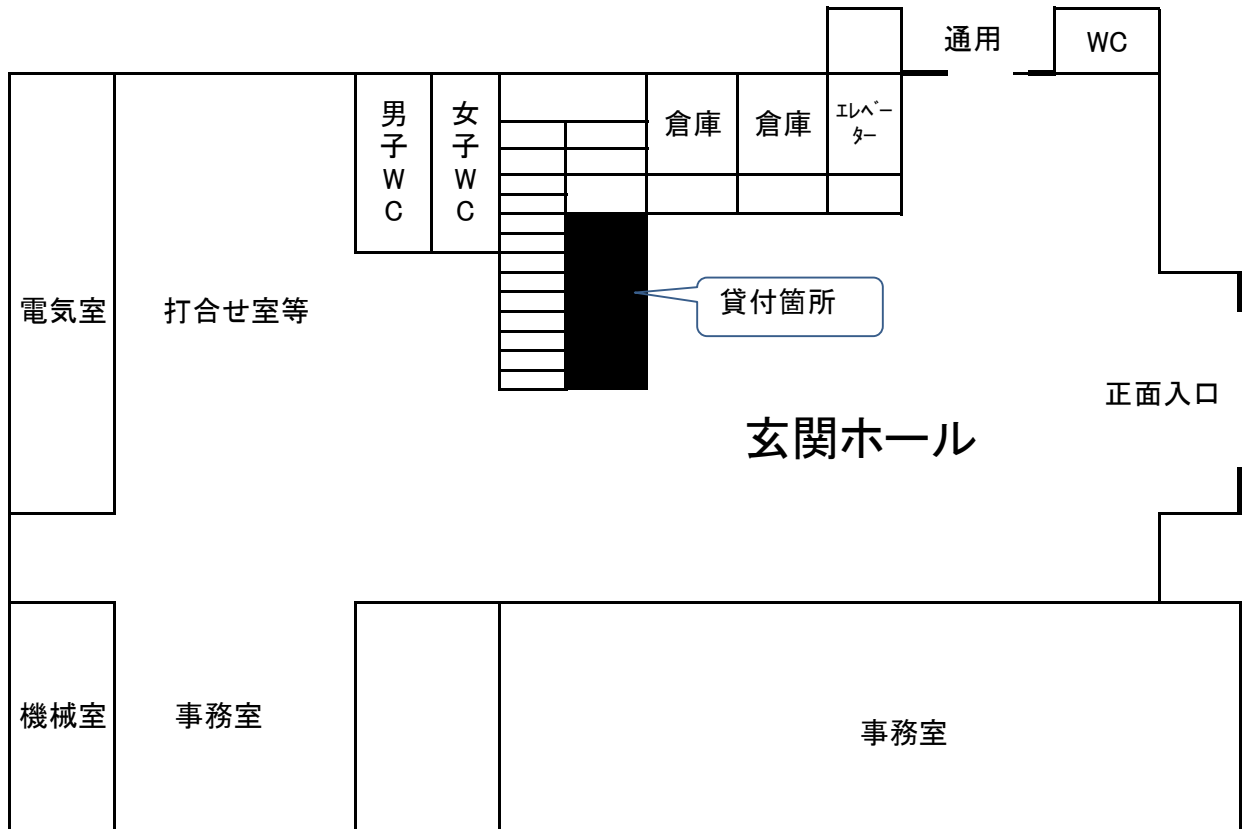 通用
WC
男子WC
女子WC
倉庫
倉庫
ｴﾚﾍﾞｰ
ﾀｰ
電気室
打合せ室等
貸付箇所
正面入口
玄関ホール
機械室
事務室
事務室